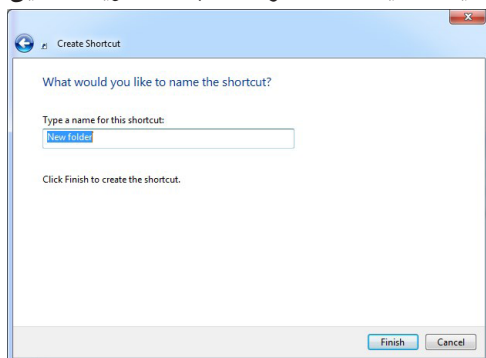 Create Shortcut
What would you like to name the shortcut?
Type a name for this shortcut:
New folder
Click Finish to create the shortcut.
Finish Cancel